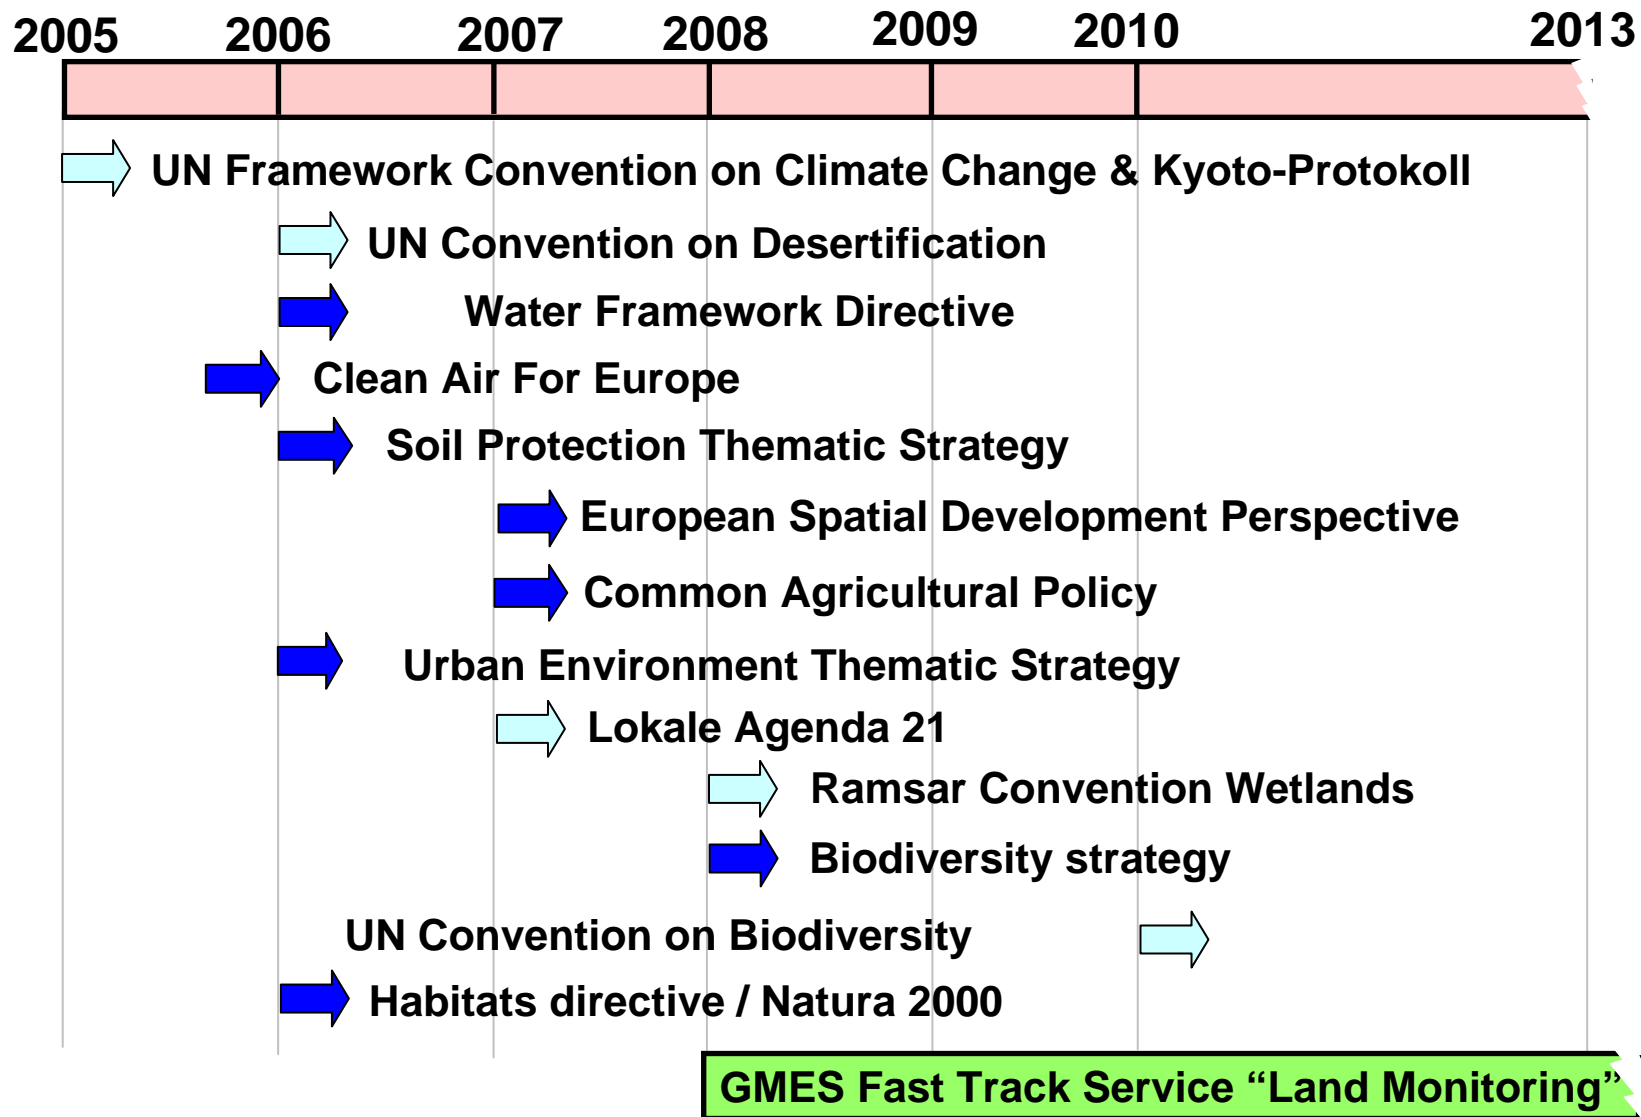 2005 2006 2007 2008 2009 2010 2013
UN Framework Convention on Climate Change & Kyoto-Protokoll
UN Convention on Desertification
Water Framework Directive
Clean Air For Europe
Soil Protection Thematic Strategy
European Spatial Development Perspective
Common Agricultural Policy
Urban Environment Thematic Strategy
Lokale Agenda 21
Ramsar Convention Wetlands
Biodiversity strategy
UN Convention on Biodiversity
Habitats directive / Natura 2000
GMES Fast Track Service “Land Monitoring”